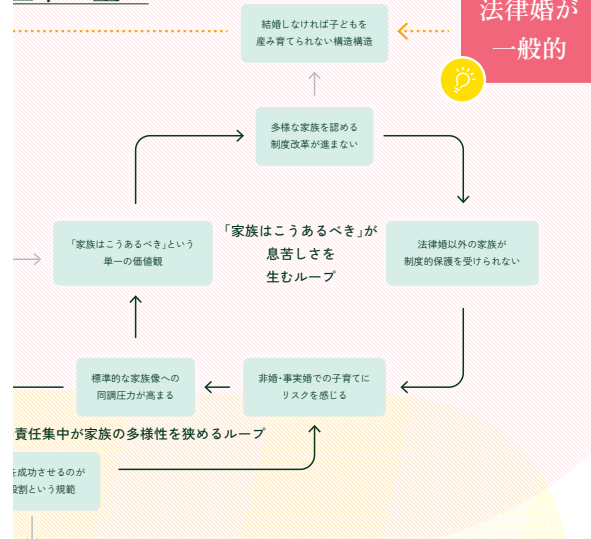 法律婚が
一般的
結婚しなければ子どもを
産み育てられない構造構造
多様な家族を認める
制度改革が進まない
「家族はこうあるべき」という
単一の価値観
「家族はこうあるべき」が
息苦しさを
生むループ
法律婚以外の家族が
制度的保護を受けられない
標準的な家族像への
同調圧力が高まる
非婚・事実婚での子育てに
リスクを感じる
責任集中が家族の多様性を狭めるループ
を成功させるのが
役割という規範